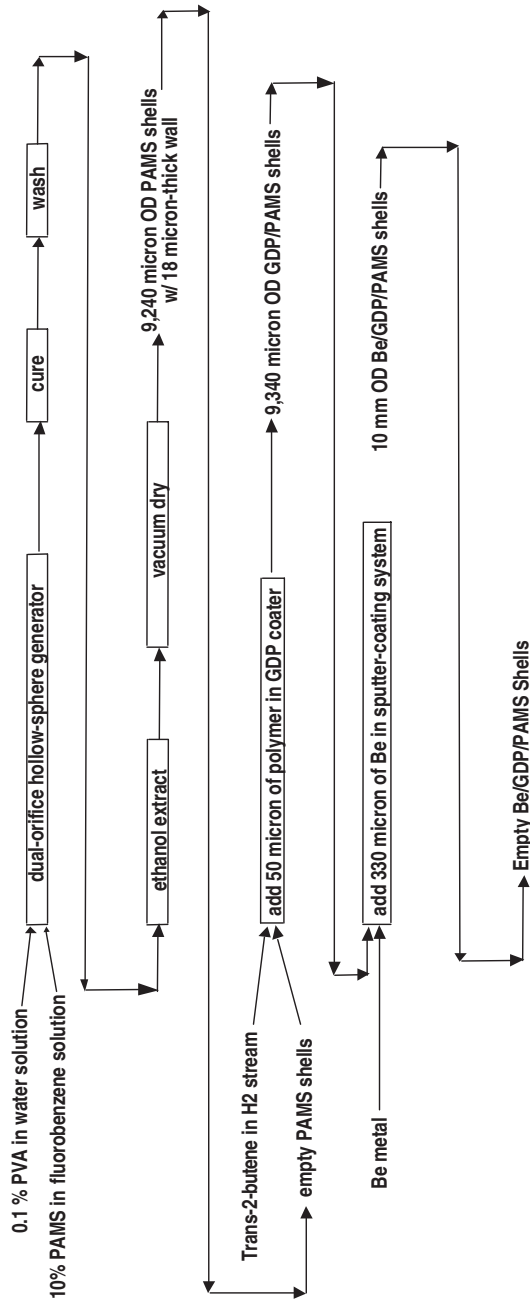 0.1 % PVA in water solution
10% PAMS in fluorobenzene solution
dual-orifice hollow-sphere generator
cure
wash
ethanol extract
vacuum dry
9,240 micron OD PAMS shells
w/ 18 micron-thick wall
Trans-2-butene in H2 stream
empty PAMS shells
add 50 micron of polymer in GDP coater
9,340 micron OD GDP/PAMS shells
Be metal
add 330 micron of Be in sputter-coating system
10 mm OD Be/GDP/PAMS shells
Empty Be/GDP/PAMS Shells